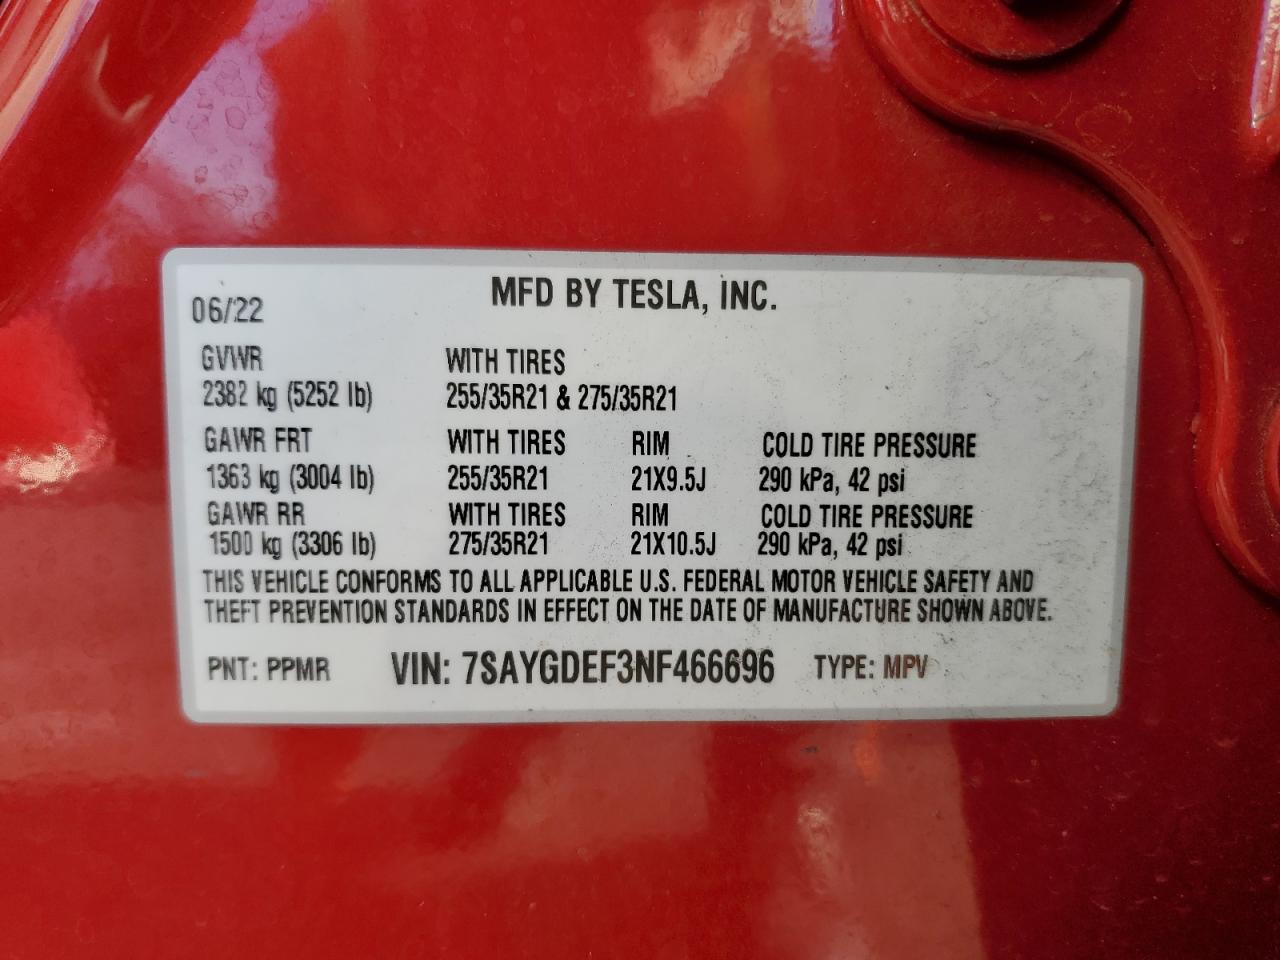 MFD BY TESLA, INC.
06/22
GVWR WITH TIRES
2382 kg (5252 lb) 255/35R21 & 275/35R21
GAWR FRT WITH TIRES RIM COLD TIRE PRESSURE
1363 kg (3004 lb) 255/35R21 21X9.5J 290 kPa, 42 psi
GAWR RR WITH TIRES RIM COLD TIRE PRESSURE
1500 kg (3306 lb) 275/35R21 21X10.5J 290 kPa, 42 psi
THIS VEHICLE CONFORMS TO ALL APPLICABLE U.S. FEDERAL MOTOR VEHICLE SAFETY AND
THEFT PREVENTION STANDARDS IN EFFECT ON THE DATE OF MANUFACTURE SHOWN ABOVE.
PNT: PPMR VIN: 7SAYGDEF3NF466696 TYPE: MPV